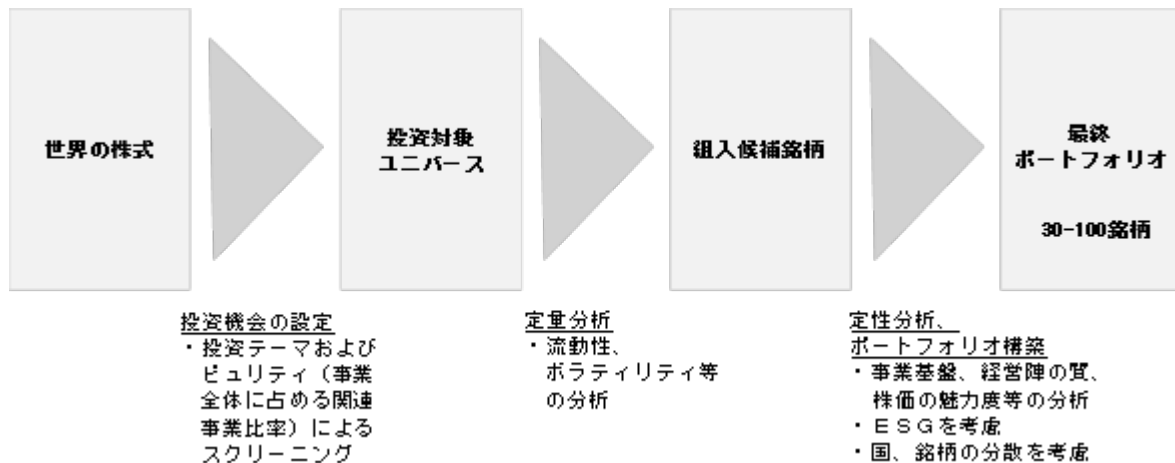 世界の株式
投資対象
ユニバース
組入候補銘柄
最終
ポートフォリオ
30-100銘柄
投資機会の設定
・投資テーマおよび
ピュリティ（事業
全体に占める関連
事業比率）による
スクリーニング
定量分析
・流動性、
ボラティリティ等
の分析
定性分析、
ポートフォリオ構築
・事業基盤、経営陣の質、
株価の魅力度等の分析
・ＥＳＧを考慮
・国、銘柄の分散を考慮